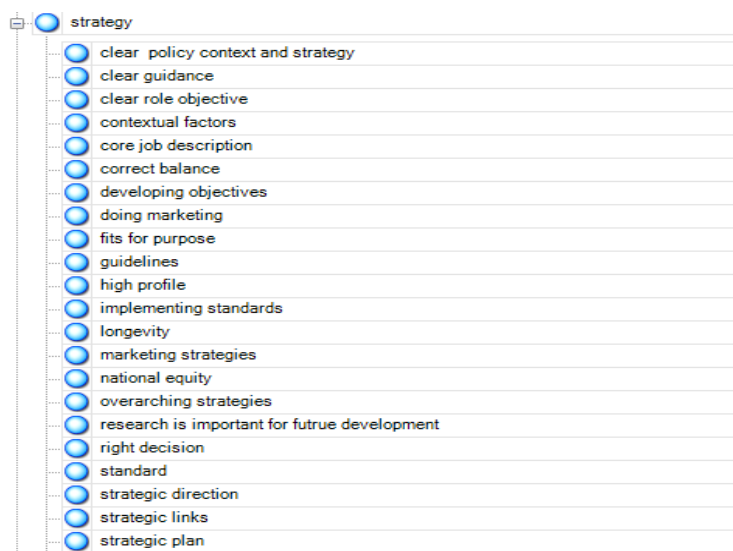 strategy
clear  policy context and strategy
clear guidance
clear role objective
contextual factors
core job description
correct balance
developing objectives
doing marketing
fits for purpose
guidelines
high profile
implementing standards
longevity
marketing strategies
national equity
overarching strategies
research is important for futrue development
right decision
standard
strategic direction
strategic links
strategic plan